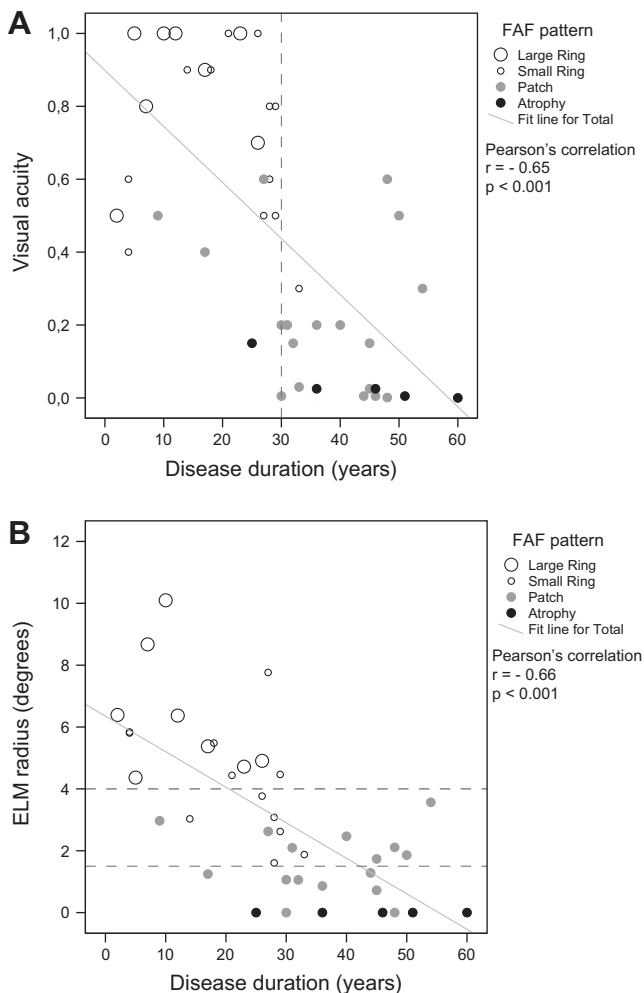 A
1,0
0,8
0,6
0,4
0,2
0,0
Visual acuity
0 10 20 30 40 50 60
Disease duration (years)
FAF pattern
Large Ring
Small Ring
Patch
Atrophy
Fit line for Total
Pearson's correlation
r = - 0.65
p < 0.001
B
12
10
8
6
4
2
0
ELM radius (degrees)
0 10 20 30 40 50 60
Disease duration (years)
FAF pattern
Large Ring
Small Ring
Patch
Atrophy
Fit line for Total
Pearson's correlation
r = - 0.66
p < 0.001